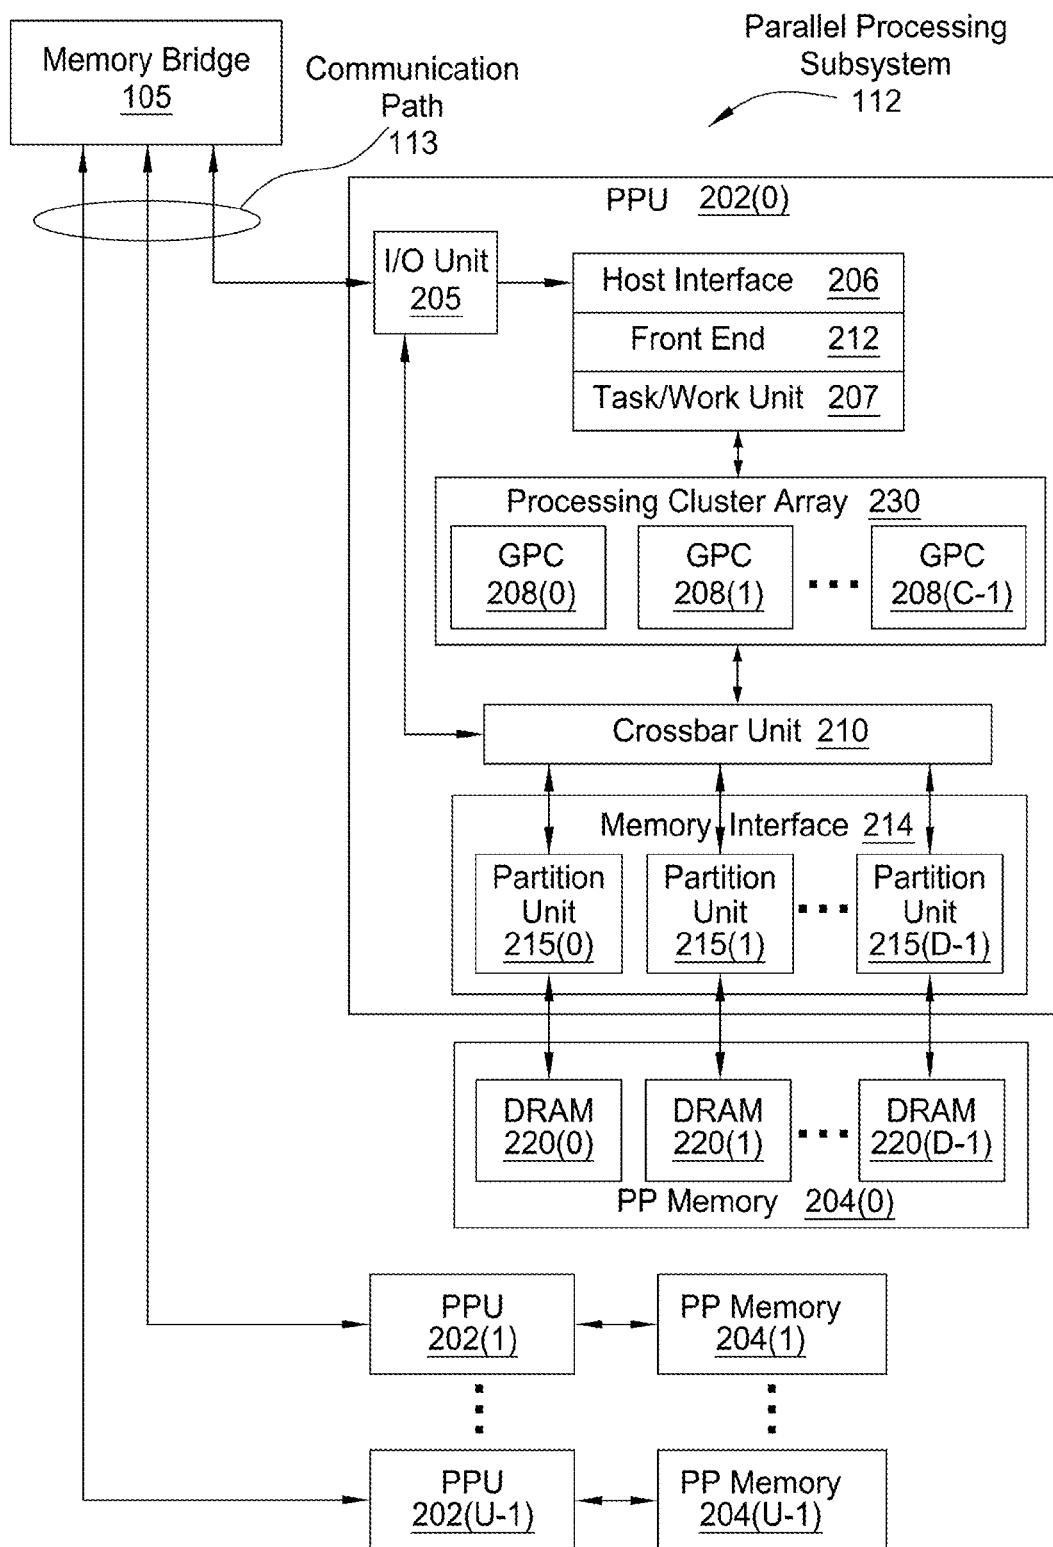 Memory Bridge
105
Communication
Path
113
Parallel Processing
Subsystem
112
PPU 202(0)
I/O Unit
205
Host Interface 206
Front End 212
Task/Work Unit 207
Processing Cluster Array 230
GPC
208(0)
GPC
208(1)
GPC
208(C-1)
Crossbar Unit 210
Memory Interface 214
Partition
Unit
215(0)
Partition
Unit
215(1)
Partition
Unit
215(D-1)
DRAM
220(0)
DRAM
220(1)
DRAM
220(D-1)
PP Memory 204(0)
PPU
202(1)
PP Memory
204(1)
PPU
202(U-1)
PP Memory
204(U-1)